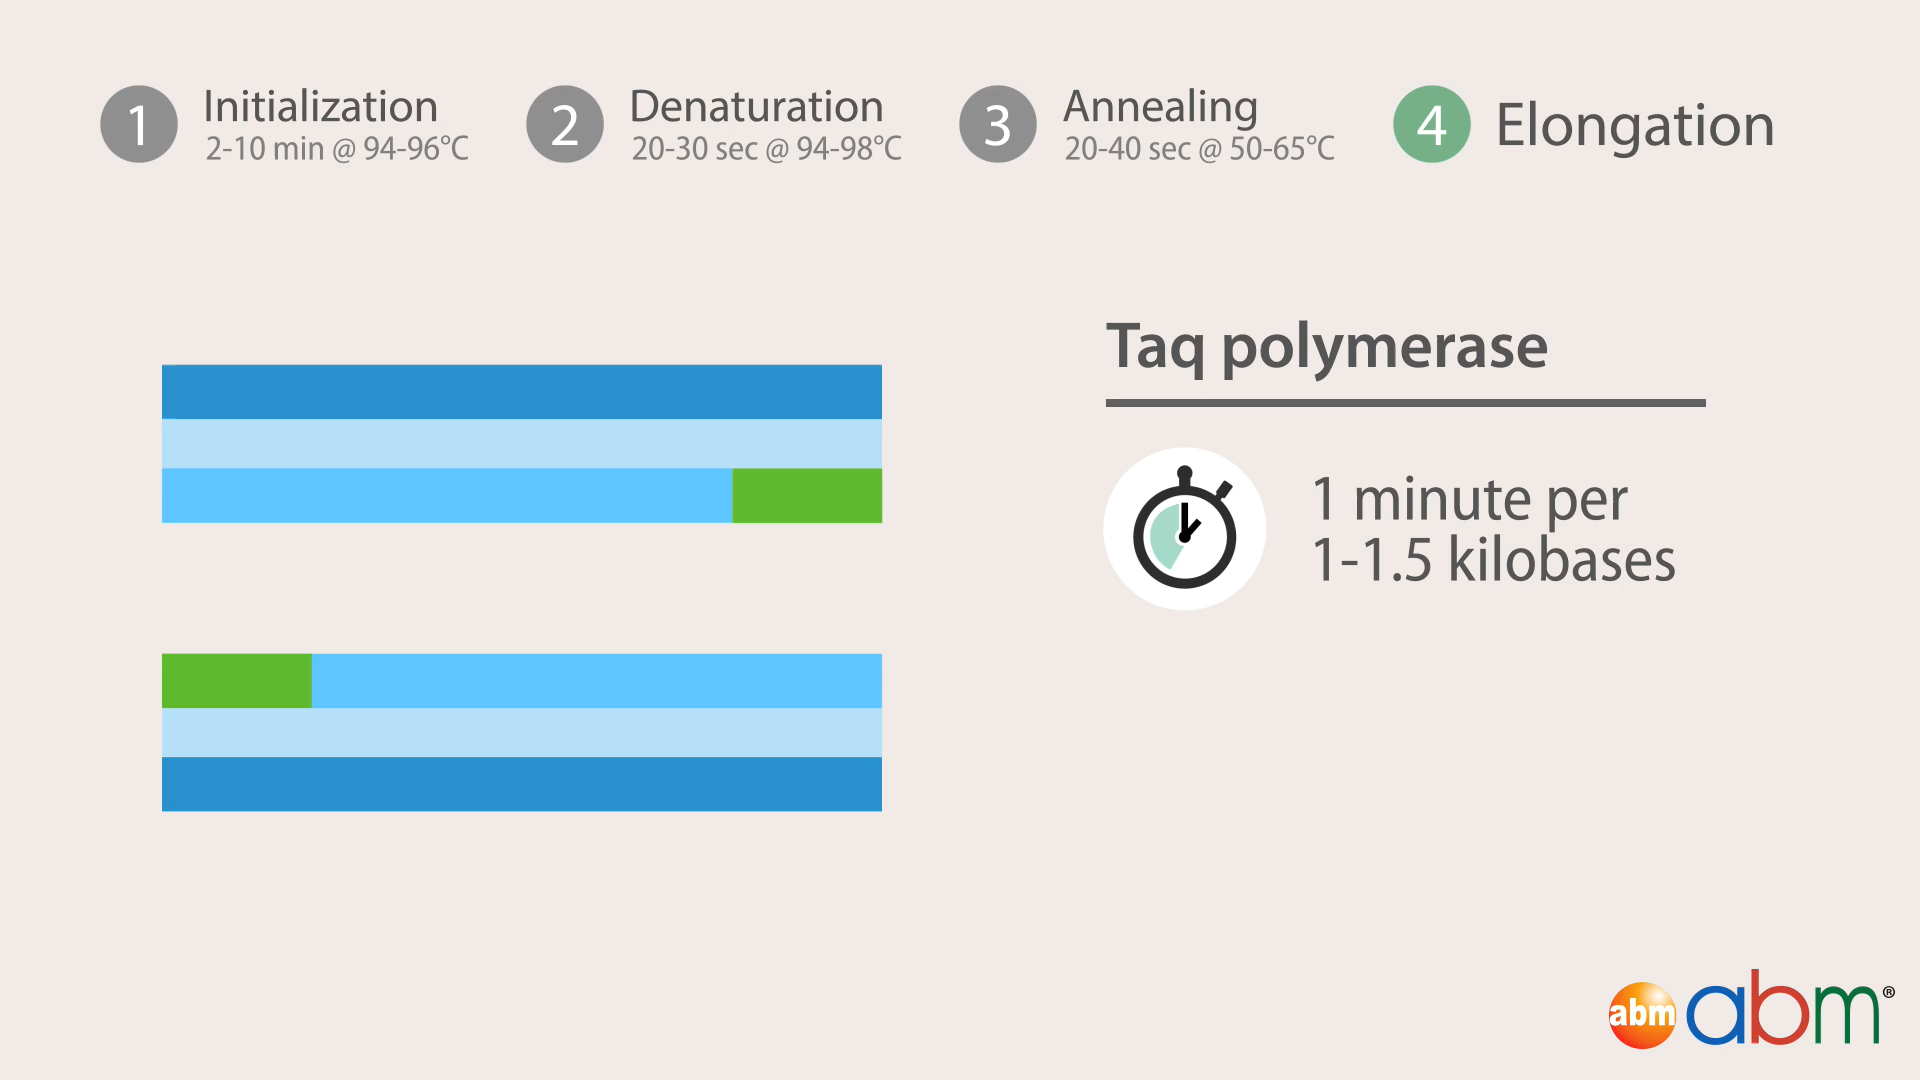 1 Initialization
2-10 min @ 94-96°C
2 Denaturation
20-30 sec @ 94-98°C
3 Annealing
20-40 sec @ 50-65°C
4 Elongation
Taq polymerase
1 minute per
1-1.5 kilobases
abm abm®